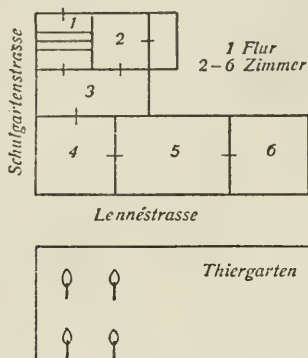 1
2
1 Flur
2-6 Zimmer
Schulgartenstrasse
3
4
5
6
Lennéstrasse
Thiergarten